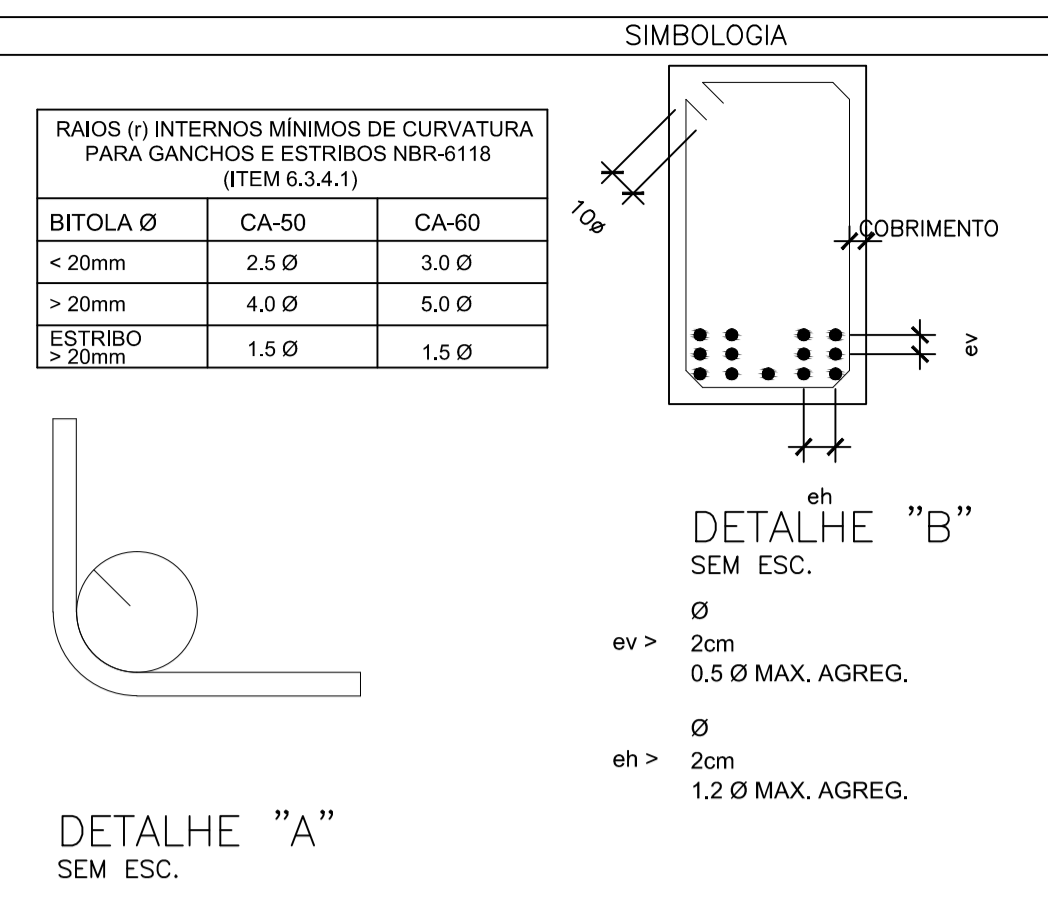 SIMBOLOGIA
RAIOS (r) INTERNOS MÍNIMOS DE CURVATURA
PARA GANCHOS E ESTRIBOS NBR-6118
(ITEM 6.3.4.1)
BITOLA Ø CA-50 CA-60
< 20mm 2.5 Ø 3.0 Ø
> 20mm 4.0 Ø 5.0 Ø
ESTRIBO
> 20mm 1.5 Ø 1.5 Ø
10ø
COBRIMENTO
ev
eh
DETALHE "B"
SEM ESC.
Ø
ev > 2cm
0.5 Ø MAX. AGREG.
Ø
eh > 2cm
1.2 Ø MAX. AGREG.
DETALHE "A"
SEM ESC.